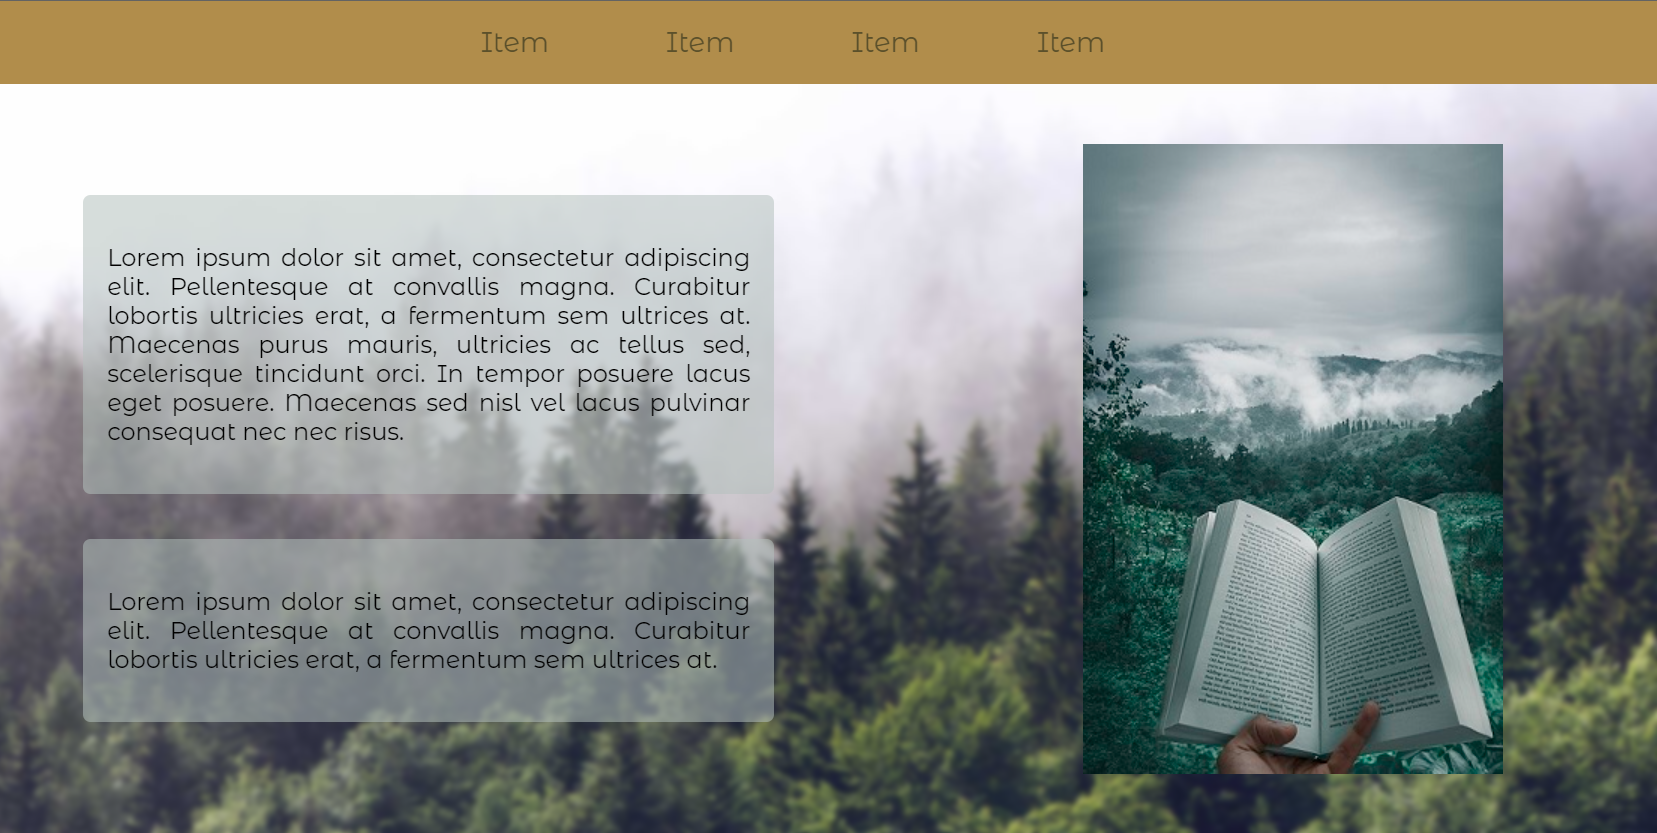 Item Item Item Item
Lorem ipsum dolor sit amet, consectetur adipiscing
elit. Pellentesque at convallis magna. Curabitur
lobortis ultricies erat, a fermentum sem ultrices at.
Maecenas purus mauris, ultricies ac tellus sed,
scelerisque tincidunt orci. In tempor posuere lacus
eget posuere. Maecenas sed nisl vel lacus pulvinar
consequat nec nec risus.
Lorem ipsum dolor sit amet, consectetur adipiscing
elit. Pellentesque at convallis magna. Curabitur
lobortis ultricies erat, a fermentum sem ultrices at.